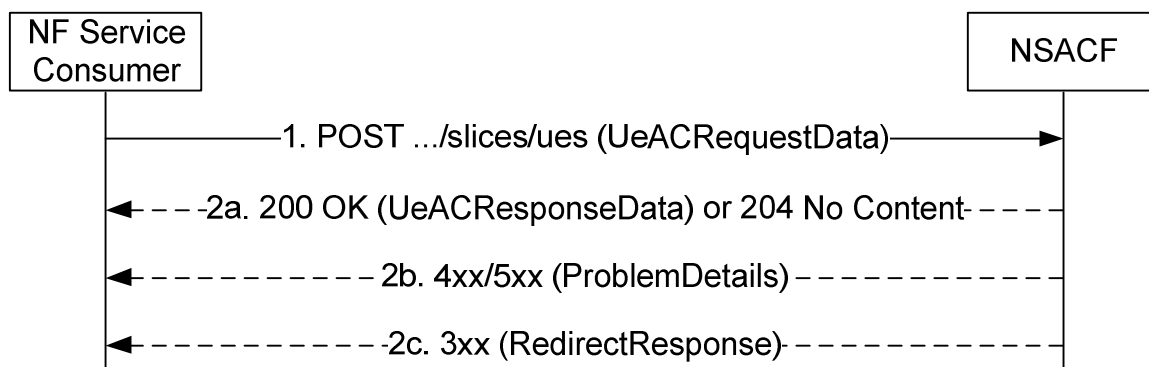 NF Service
Consumer
NSACF
1. POST .../slices/ues (UeACRequestData)
2a. 200 OK (UeACResponseData) or 204 No Content
2b. 4xx/5xx (ProblemDetails)
2c. 3xx (RedirectResponse)